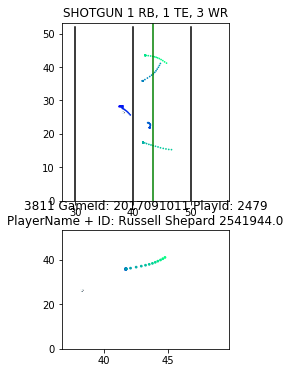 SHOTGUN 1 RB, 1 TE, 3 WR
50
40
30
20
10
0
30 40 50
3811 GameId: 2017091011 PlayId: 2479
PlayerName + ID: Russell Shepard 2541944.0
40
20
0
40 45